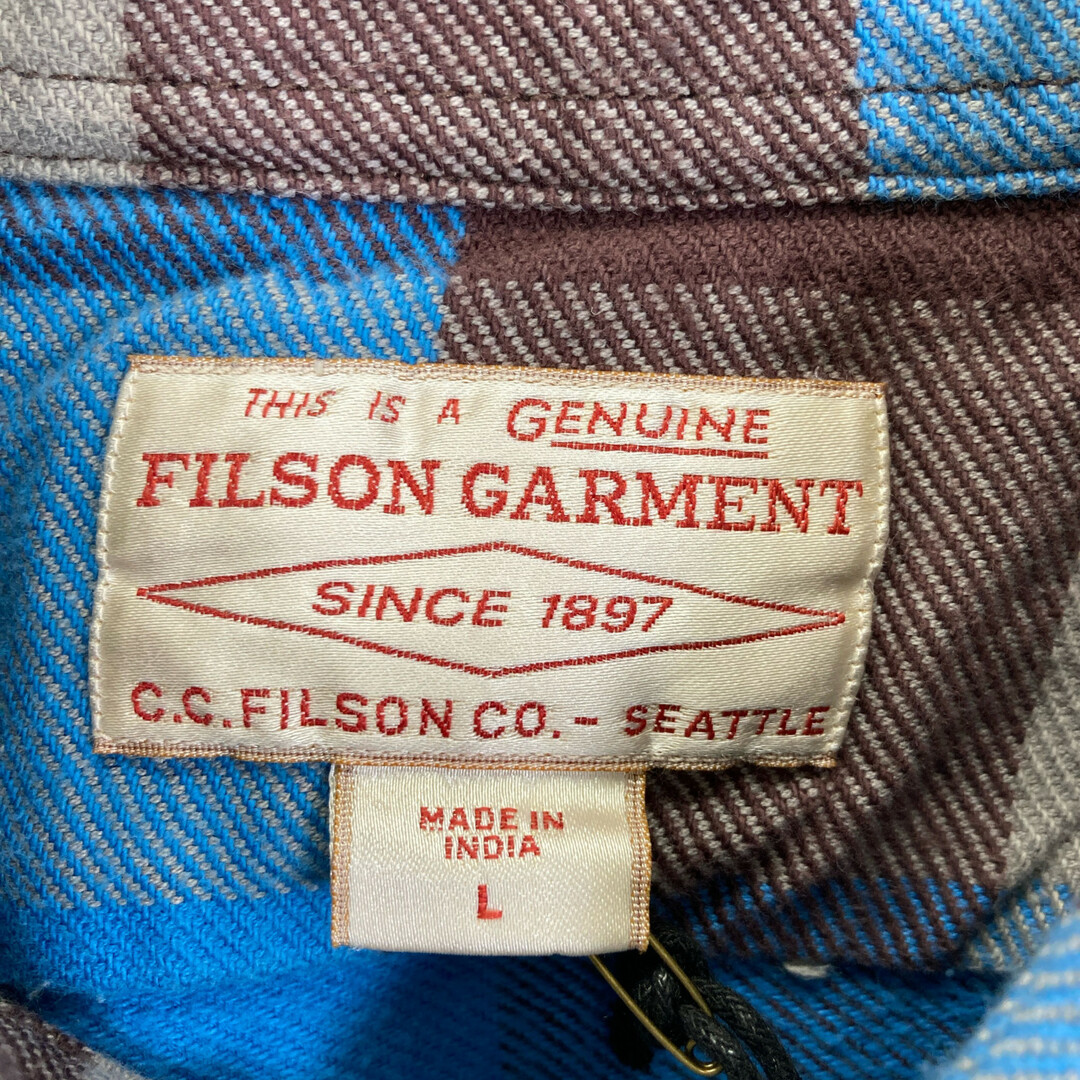 THIS IS A GENUINE
FILSON GARMENT
SINCE 1897
C.C.FILSON CO. - SEATTLE
MADE IN
INDIA
L